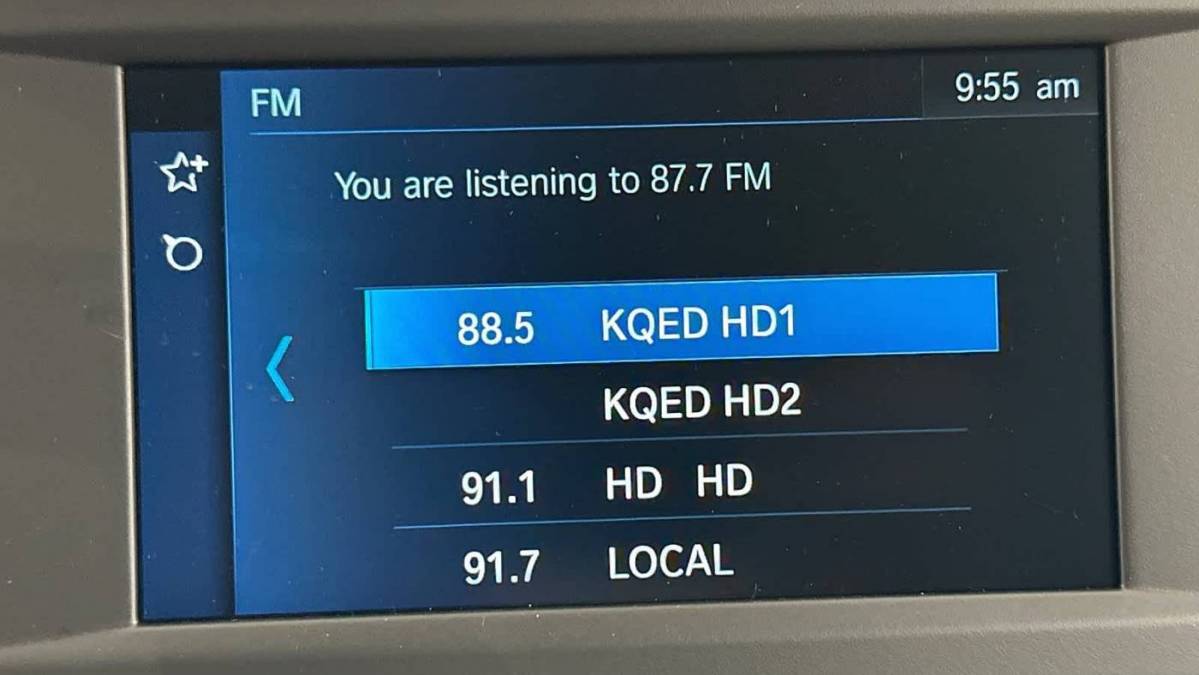 FM 9:55 am
You are listening to 87.7 FM
88.5 KQED HD1
KQED HD2
91.1 HD HD
91.7 LOCAL